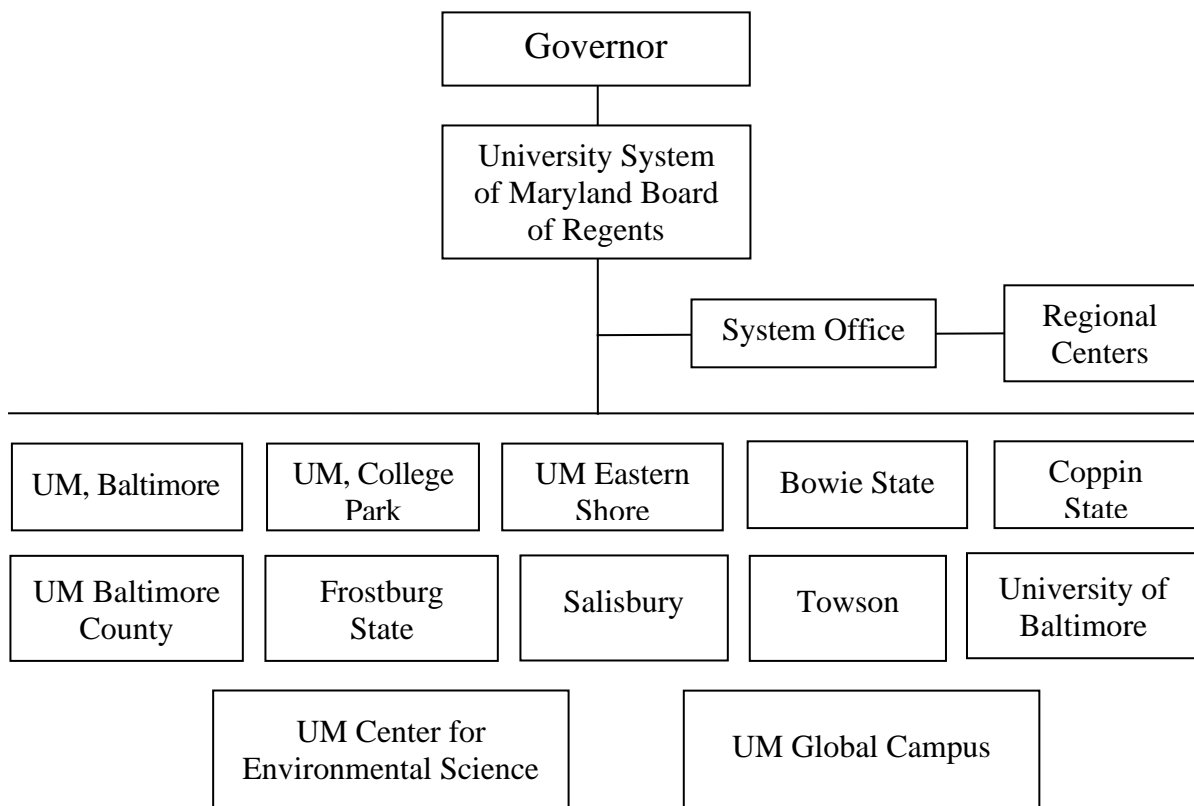 Governor
University System
of Maryland Board
of Regents
System Office
Regional
Centers
UM, Baltimore
UM, College
Park
UM Eastern
Shore
Bowie State
Coppin
State
UM Baltimore
County
Frostburg
State
Salisbury
Towson
University of
Baltimore
UM Center for
Environmental Science
UM Global Campus